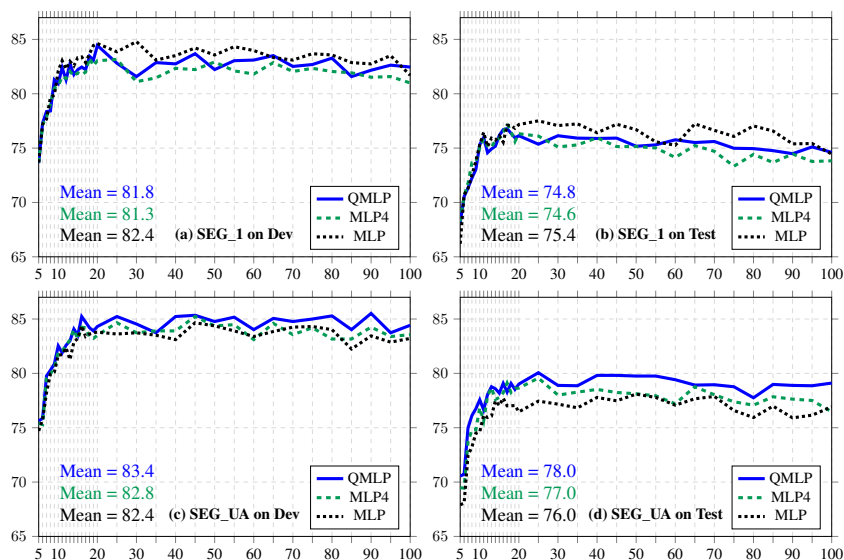 85
80
75
70
65
5 10 20 30 40 50 60 70 80 90 100
Mean = 81.8
Mean = 81.3
Mean = 82.4
(a) SEG_1 on Dev
QMLP
MLP4
MLP
85
80
75
70
65
5 10 20 30 40 50 60 70 80 90 100
Mean = 74.8
Mean = 74.6
Mean = 75.4
(b) SEG_1 on Test
QMLP
MLP4
MLP
85
80
75
70
65
5 10 20 30 40 50 60 70 80 90 100
Mean = 83.4
Mean = 82.8
Mean = 82.4
(c) SEG_UA on Dev
QMLP
MLP4
MLP
85
80
75
70
65
5 10 20 30 40 50 60 70 80 90 100
Mean = 78.0
Mean = 77.0
Mean = 76.0
(d) SEG_UA on Test
QMLP
MLP4
MLP